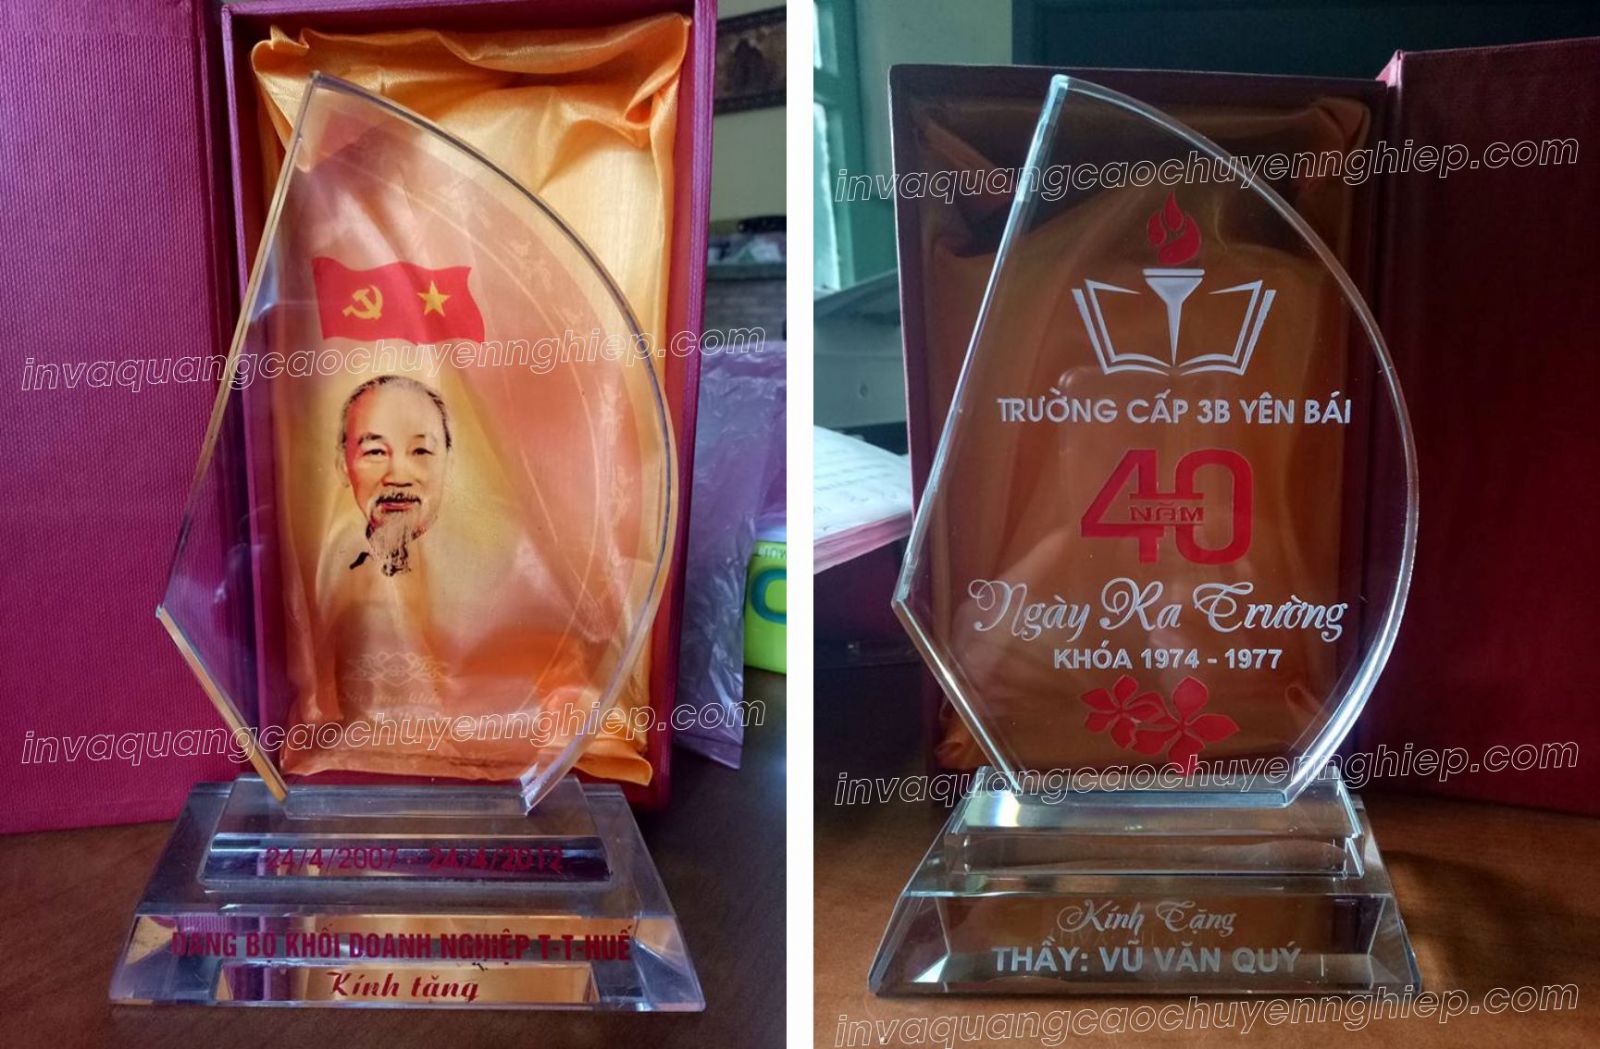 invaquangcaochuyennghiep.com
invaquangcaochuyennghiep.com
24/4/2007 - 24/4/2012
ĐẢNG BỘ KHỐI DOANH NGHIỆP T-T-HUẾ
Kính tặng
invaquangcaochuyennghiep.com
TRƯỜNG CẤP 3B YÊN BÁI
40
NĂM
Ngày Ra Trường
KHÓA 1974 - 1977
invaquangcaochuyennghiep.com
Kính Tặng
THẦY: VŨ VĂN QUÝ
invaquangcaochuyennghiep.com